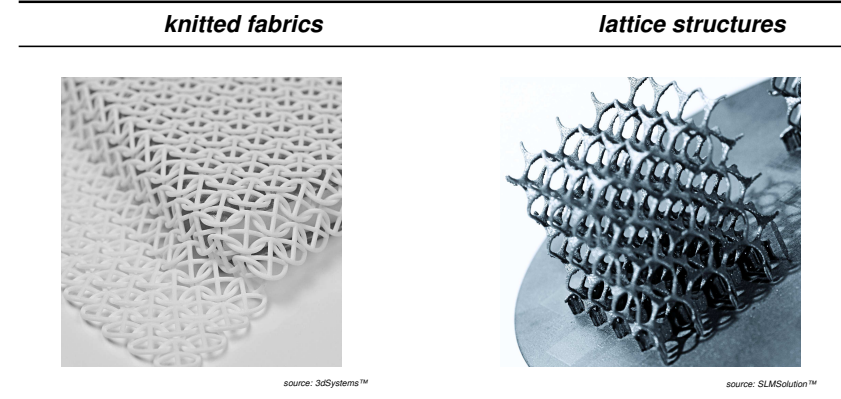 knitted fabrics
lattice structures
source: 3dSystems™
source: SLMSolution™